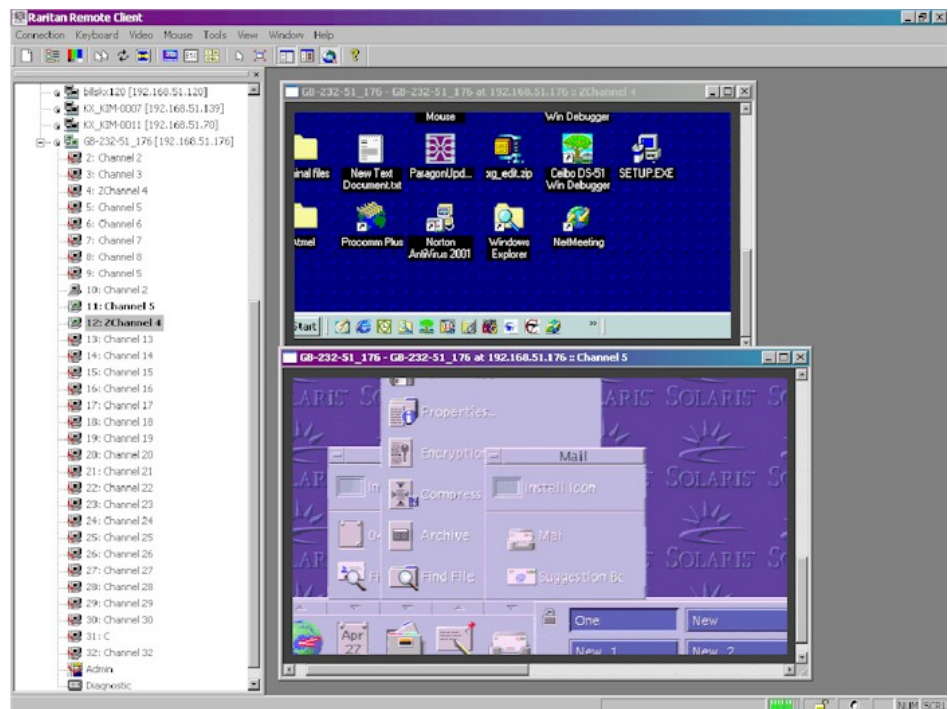 Raritan Remote Client
Connection Keyboard Video Mouse Tools View Window Help
billskx120 [192.168.51.120]
KX_KIM-0007 [192.168.51.139]
KX_KIM-0011 [192.168.51.70]
GB-232-51_176 [192.168.51.176]
2: Channel 2
3: Channel 3
4: ZChannel 4
5: Channel 5
6: Channel 6
7: Channel 7
8: Channel 8
9: Channel 5
10: Channel 2
11: Channel 5
12: ZChannel 4
13: Channel 13
14: Channel 14
15: Channel 15
16: Channel 16
17: Channel 17
18: Channel 18
19: Channel 19
20: Channel 20
21: Channel 21
22: Channel 22
23: Channel 23
24: Channel 24
25: Channel 25
26: Channel 26
27: Channel 27
28: Channel 28
29: Channel 29
30: Channel 30
31: C
32: Channel 32
Admin
Diagnostic
GB-232-51_176 - GB-232-51_176 at 192.168.51.176 :: ZChannel 4
Mouse Win Debugger
inal files New Text Document.txt ParagonUpd... xg_edit.zip Ceibo DS-51 Win Debugger SETUP.EXE
Atmel Procomm Plus Norton AntiVirus 2001 Windows Explorer NetMeeting
Start
GB-232-51_176 - GB-232-51_176 at 192.168.51.176 :: Channel 5
Properties...
Encryption
Compress
Archive
Find File
Mail
Install Icon
Mail
SOLARIS SOLARIS
Apr
27
One New
New 1 New 2
NUM SCRL